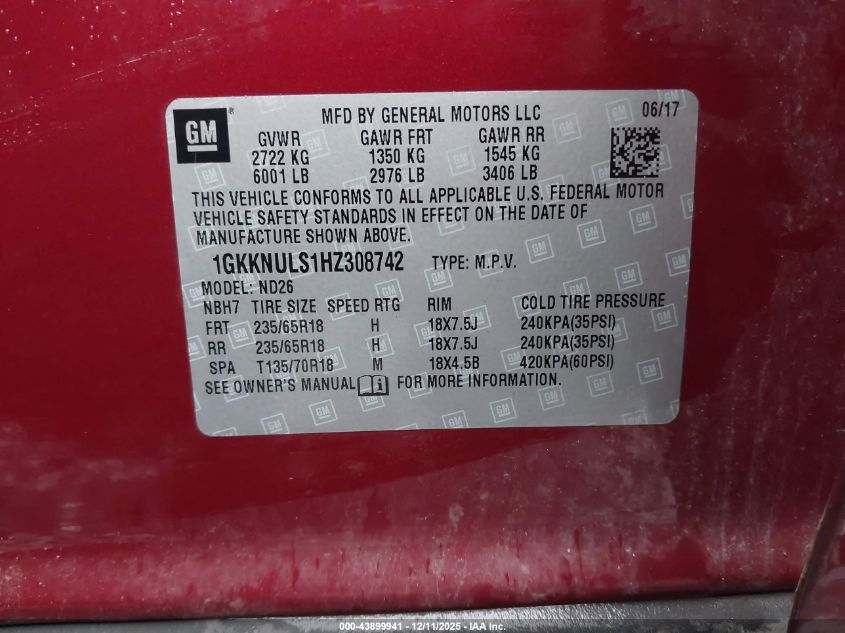 GM ®
MFD BY GENERAL MOTORS LLC 06/17
GVWR GAWR FRT GAWR RR
2722 KG 1350 KG 1545 KG
6001 LB 2976 LB 3406 LB
THIS VEHICLE CONFORMS TO ALL APPLICABLE U.S. FEDERAL MOTOR
VEHICLE SAFETY STANDARDS IN EFFECT ON THE DATE OF
MANUFACTURE SHOWN ABOVE.
1GKKNULS1HZ308742 TYPE: M.P.V.
MODEL: ND26
NBH7 TIRE SIZE SPEED RTG RIM COLD TIRE PRESSURE
FRT 235/65R18 H 18X7.5J 240KPA(35PSI)
RR 235/65R18 H 18X7.5J 240KPA(35PSI)
SPA T135/70R18 M 18X4.5B 420KPA(60PSI)
SEE OWNER'S MANUAL i FOR MORE INFORMATION.
000-43899941 - 12/11/2025 - IAA Inc.